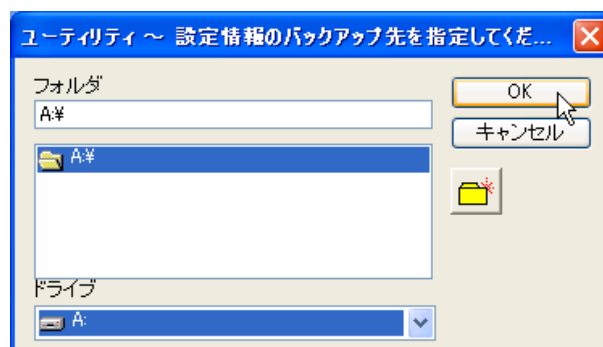 ユーティリティ ～ 設定情報のバックアップ先を指定してくだ...
フォルダ
OK
A:¥
キャンセル
A:¥
ドライブ
A: